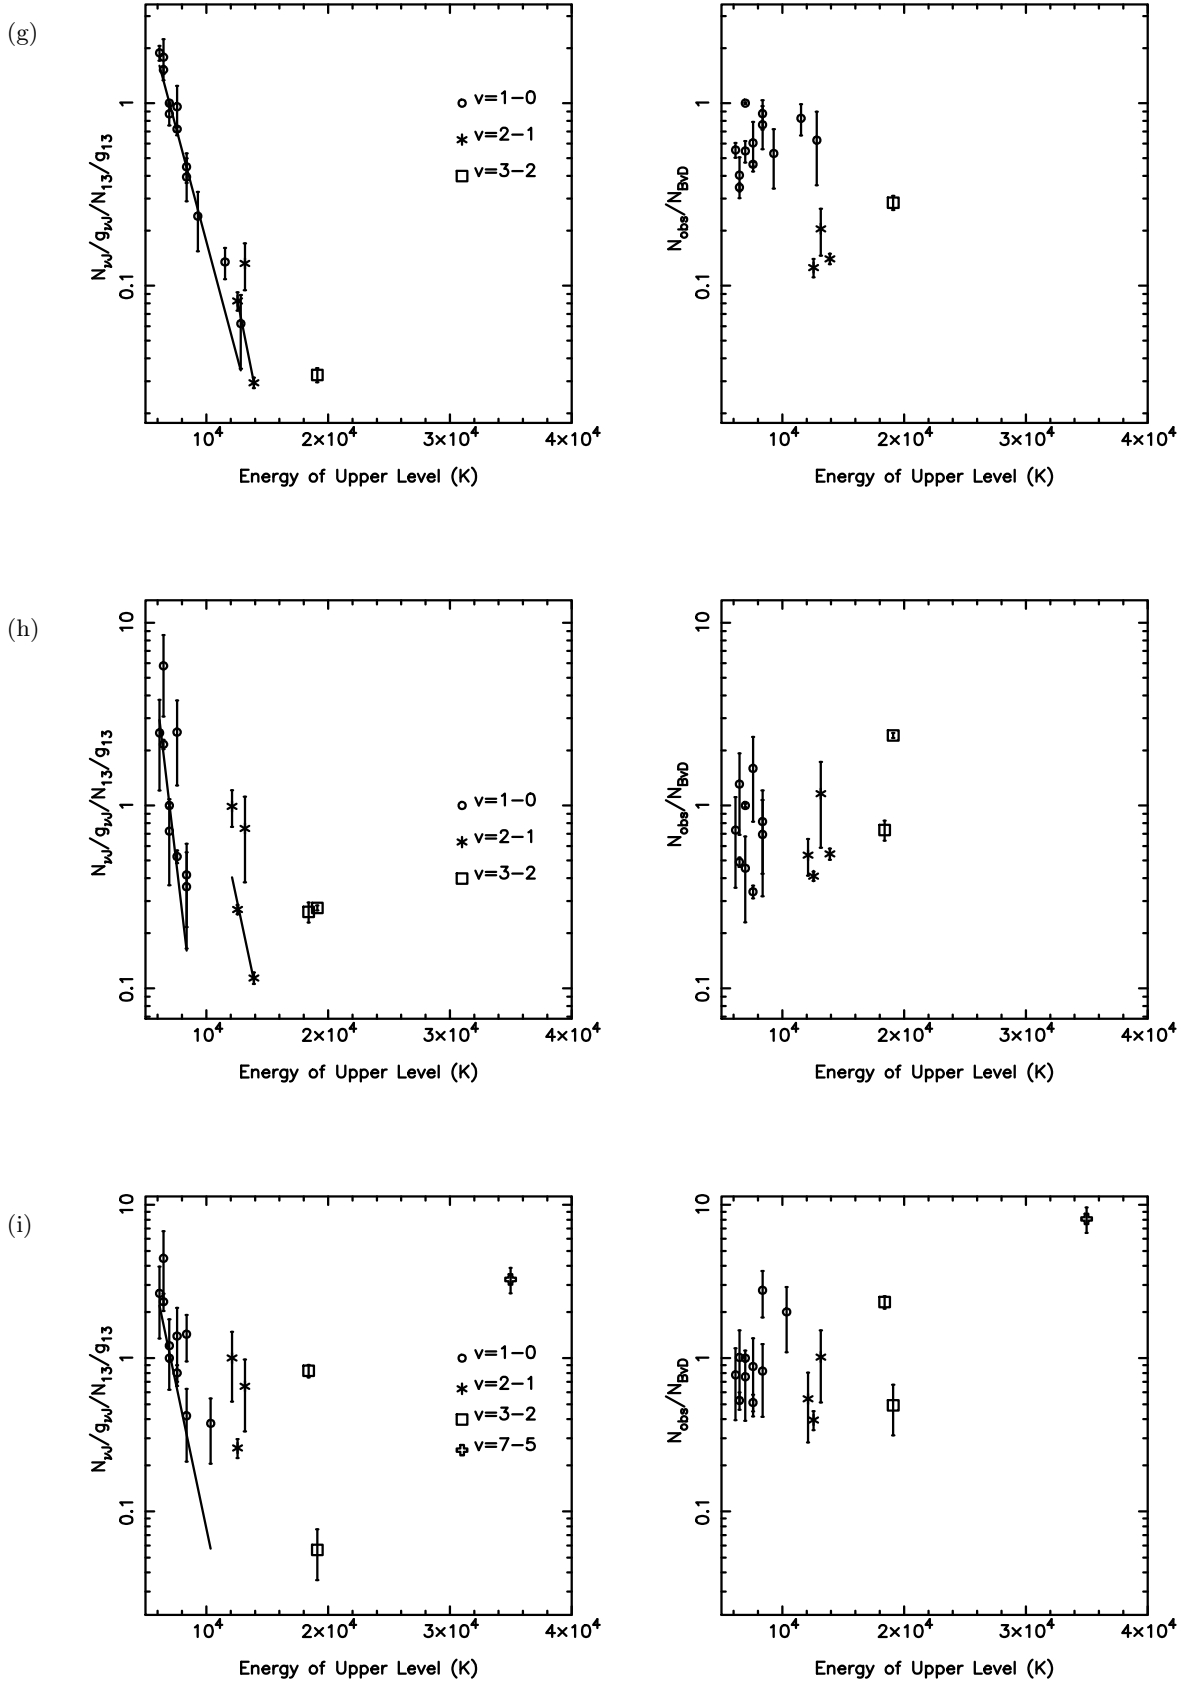 (g)
N_vJ/g_vJ/N_13/g_13
1
0.1
v=1−0
v=2−1
v=3−2
10^4 2×10^4 3×10^4 4×10^4
Energy of Upper Level (K)
N_obs/N_BvD
1
0.1
10^4 2×10^4 3×10^4 4×10^4
Energy of Upper Level (K)
(h)
N_vJ/g_vJ/N_13/g_13
10
1
0.1
v=1−0
v=2−1
v=3−2
10^4 2×10^4 3×10^4 4×10^4
Energy of Upper Level (K)
N_obs/N_BvD
10
1
0.1
10^4 2×10^4 3×10^4 4×10^4
Energy of Upper Level (K)
(i)
N_vJ/g_vJ/N_13/g_13
10
1
0.1
v=1−0
v=2−1
v=3−2
v=7−5
10^4 2×10^4 3×10^4 4×10^4
Energy of Upper Level (K)
N_obs/N_BvD
10
1
0.1
10^4 2×10^4 3×10^4 4×10^4
Energy of Upper Level (K)